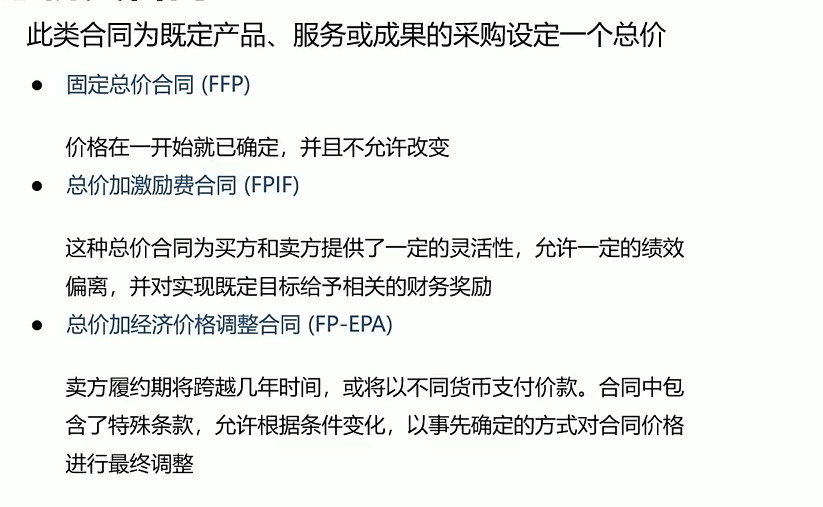 此类合同为既定产品、服务或成果的采购设定一个总价
● 固定总价合同 (FFP)
价格在一开始就已确定，并且不允许改变
● 总价加激励费合同 (FPIF)
这种总价合同为买方和卖方提供了一定的灵活性，允许一定的绩效
偏离，并对实现既定目标给予相关的财务奖励
● 总价加经济价格调整合同 (FP-EPA)
卖方履约期将跨越几年时间，或将以不同货币支付价款。合同中包
含了特殊条款，允许根据条件变化，以事先确定的方式对合同价格
进行最终调整